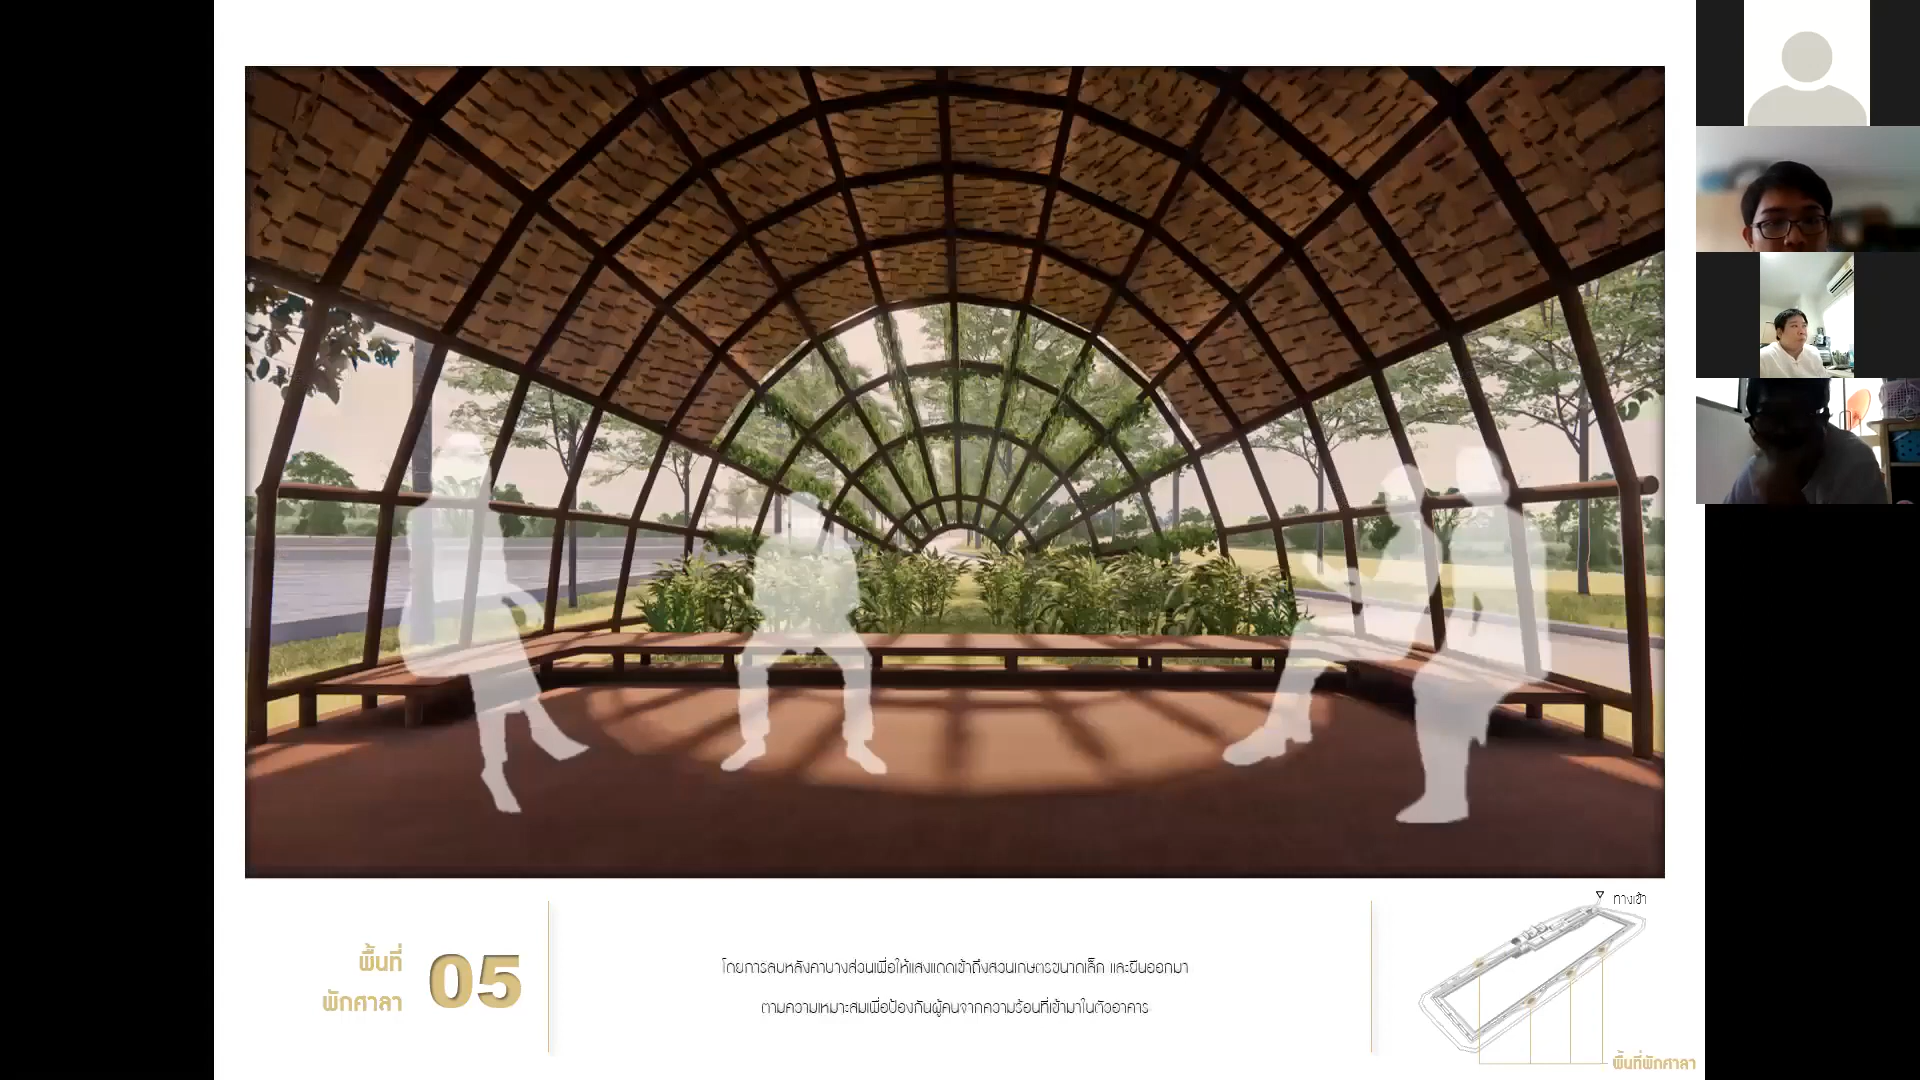 พื้นที่
พักศาลา
05
โดยการลบหลังคาบางส่วนเพื่อให้แสงแดดเข้าถึงสวนเกษตรขนาดเล็ก และยื่นออกมา
ตามความเหมาะสมเพื่อป้องกันผู้คนจากความร้อนที่เข้ามาในตัวอาคาร
ทางเข้า
พื้นที่พักศาลา